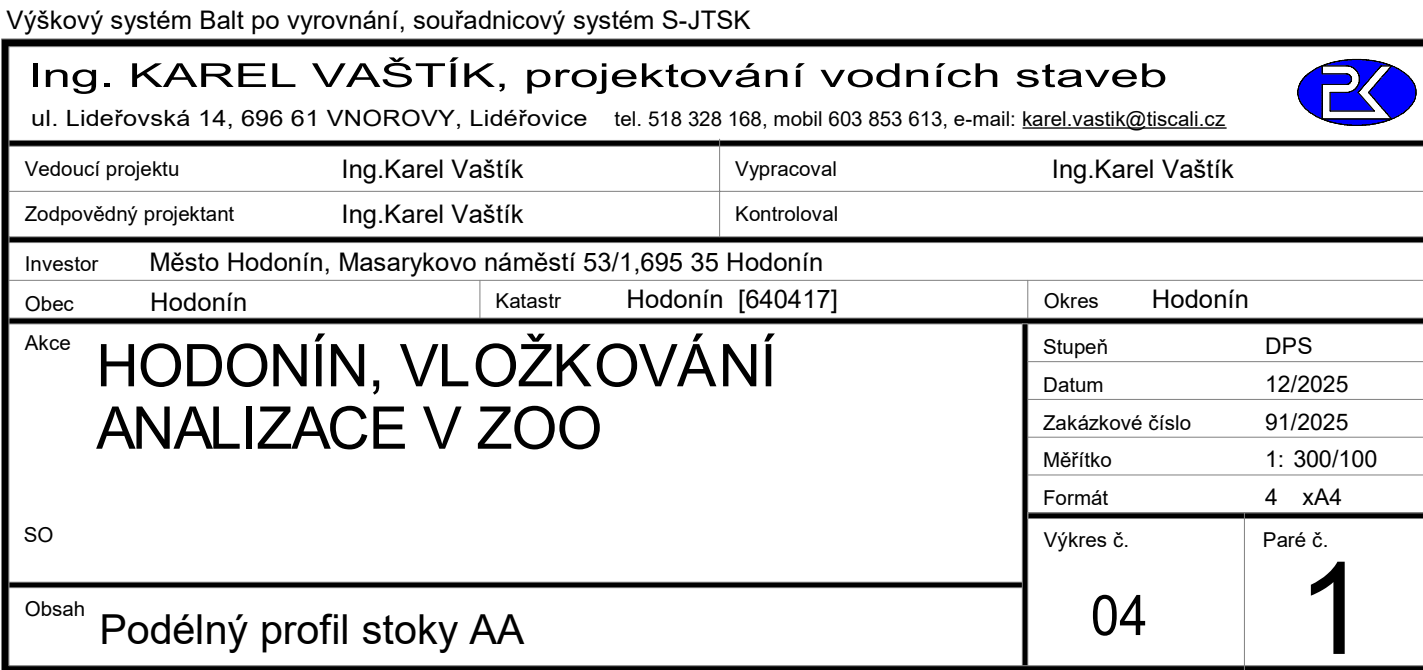 Výškový systém Balt po vyrovnání, souřadnicový systém S-JTSK
Ing. KAREL VAŠTÍK, projektování vodních staveb
PK
ul. Lideřovská 14, 696 61 VNOROVY, Lidéřovice tel. 518 328 168, mobil 603 853 613, e-mail: karel.vastik@tiscali.cz
Vedoucí projektu Ing.Karel Vaštík Vypracoval Ing.Karel Vaštík
Zodpovědný projektant Ing.Karel Vaštík Kontroloval
Investor Město Hodonín, Masarykovo náměstí 53/1,695 35 Hodonín
Obec Hodonín Katastr Hodonín [640417] Okres Hodonín
Akce HODONÍN, VLOŽKOVÁNÍ
ANALIZACE V ZOO
Stupeň DPS
Datum 12/2025
Zakázkové číslo 91/2025
Měřítko 1: 300/100
Formát 4 xA4
SO
Výkres č. Paré č.
04 1
Obsah Podélný profil stoky AA